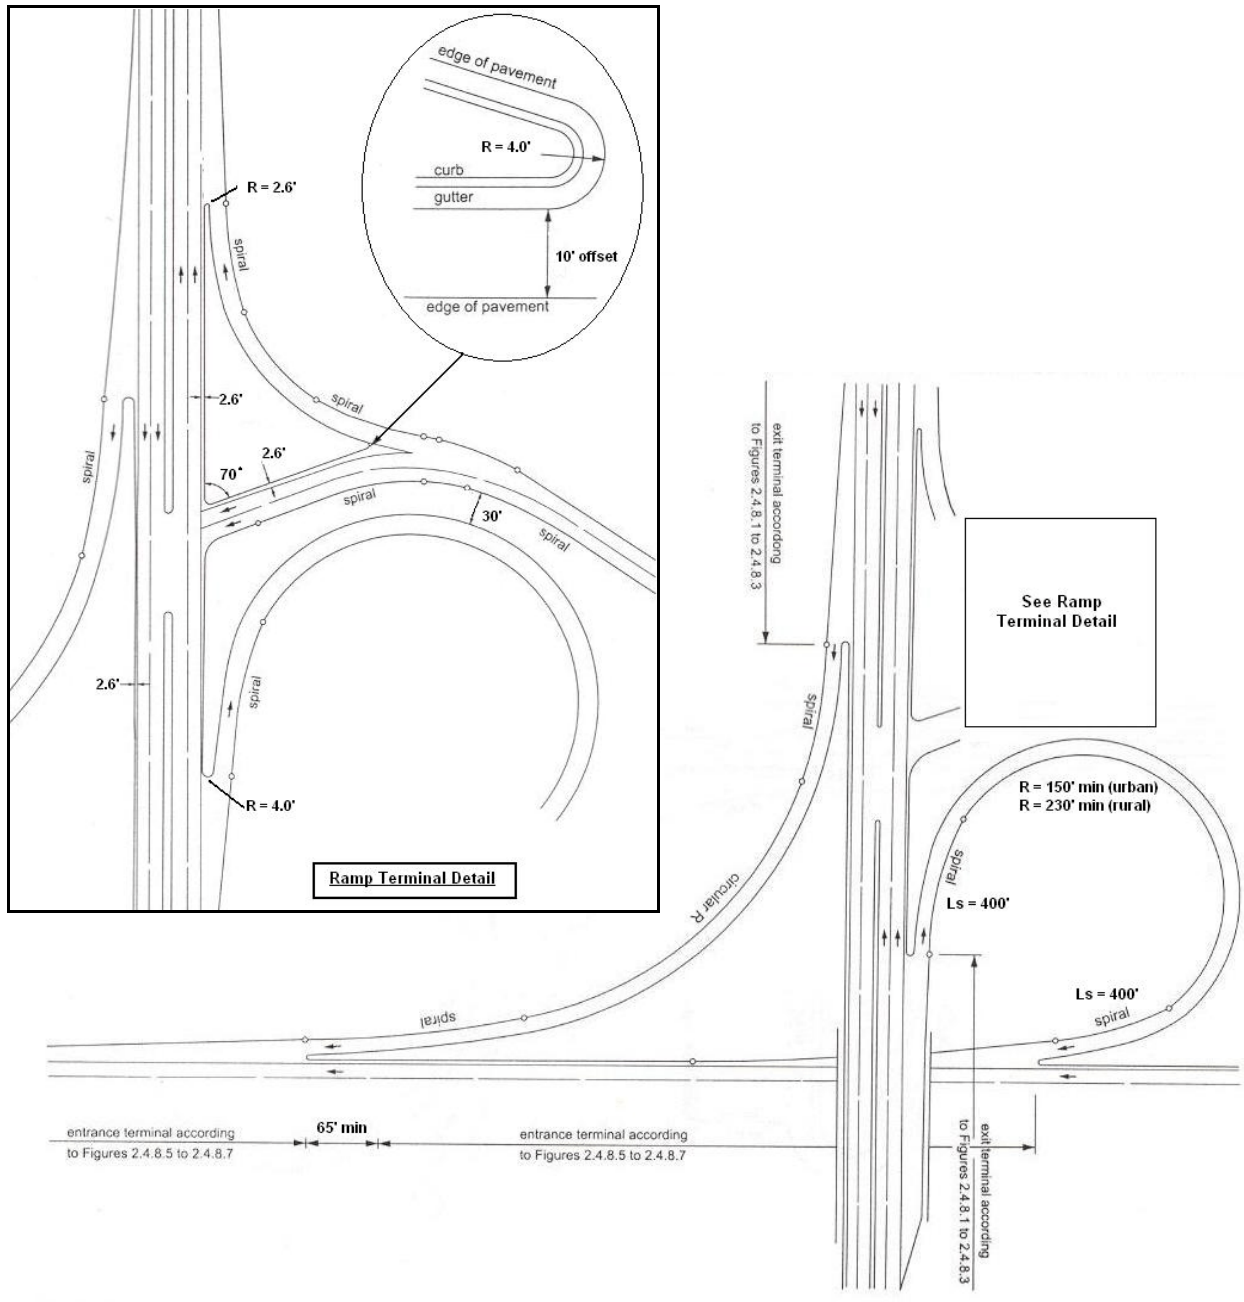 edge of pavement
R = 4.0'
curb
gutter
10' offset
edge of pavement
R = 2.6'
spiral
2.6'
spiral
2.6'
70°
spiral
spiral
30'
spiral
2.6'
spiral
R = 4.0'
Ramp Terminal Detail
exit terminal accordong
to Figures 2.4.8.1 to 2.4.8.3
See Ramp
Terminal Detail
spiral
R = 150' min (urban)
R = 230' min (rural)
spiral
Ls = 400'
circular R
Ls = 400'
spiral
spiral
65' min
entrance terminal according
to Figures 2.4.8.5 to 2.4.8.7
entrance terminal according
to Figures 2.4.8.5 to 2.4.8.7
exit terminal according
to Figures 2.4.8.1 to 2.4.8.3